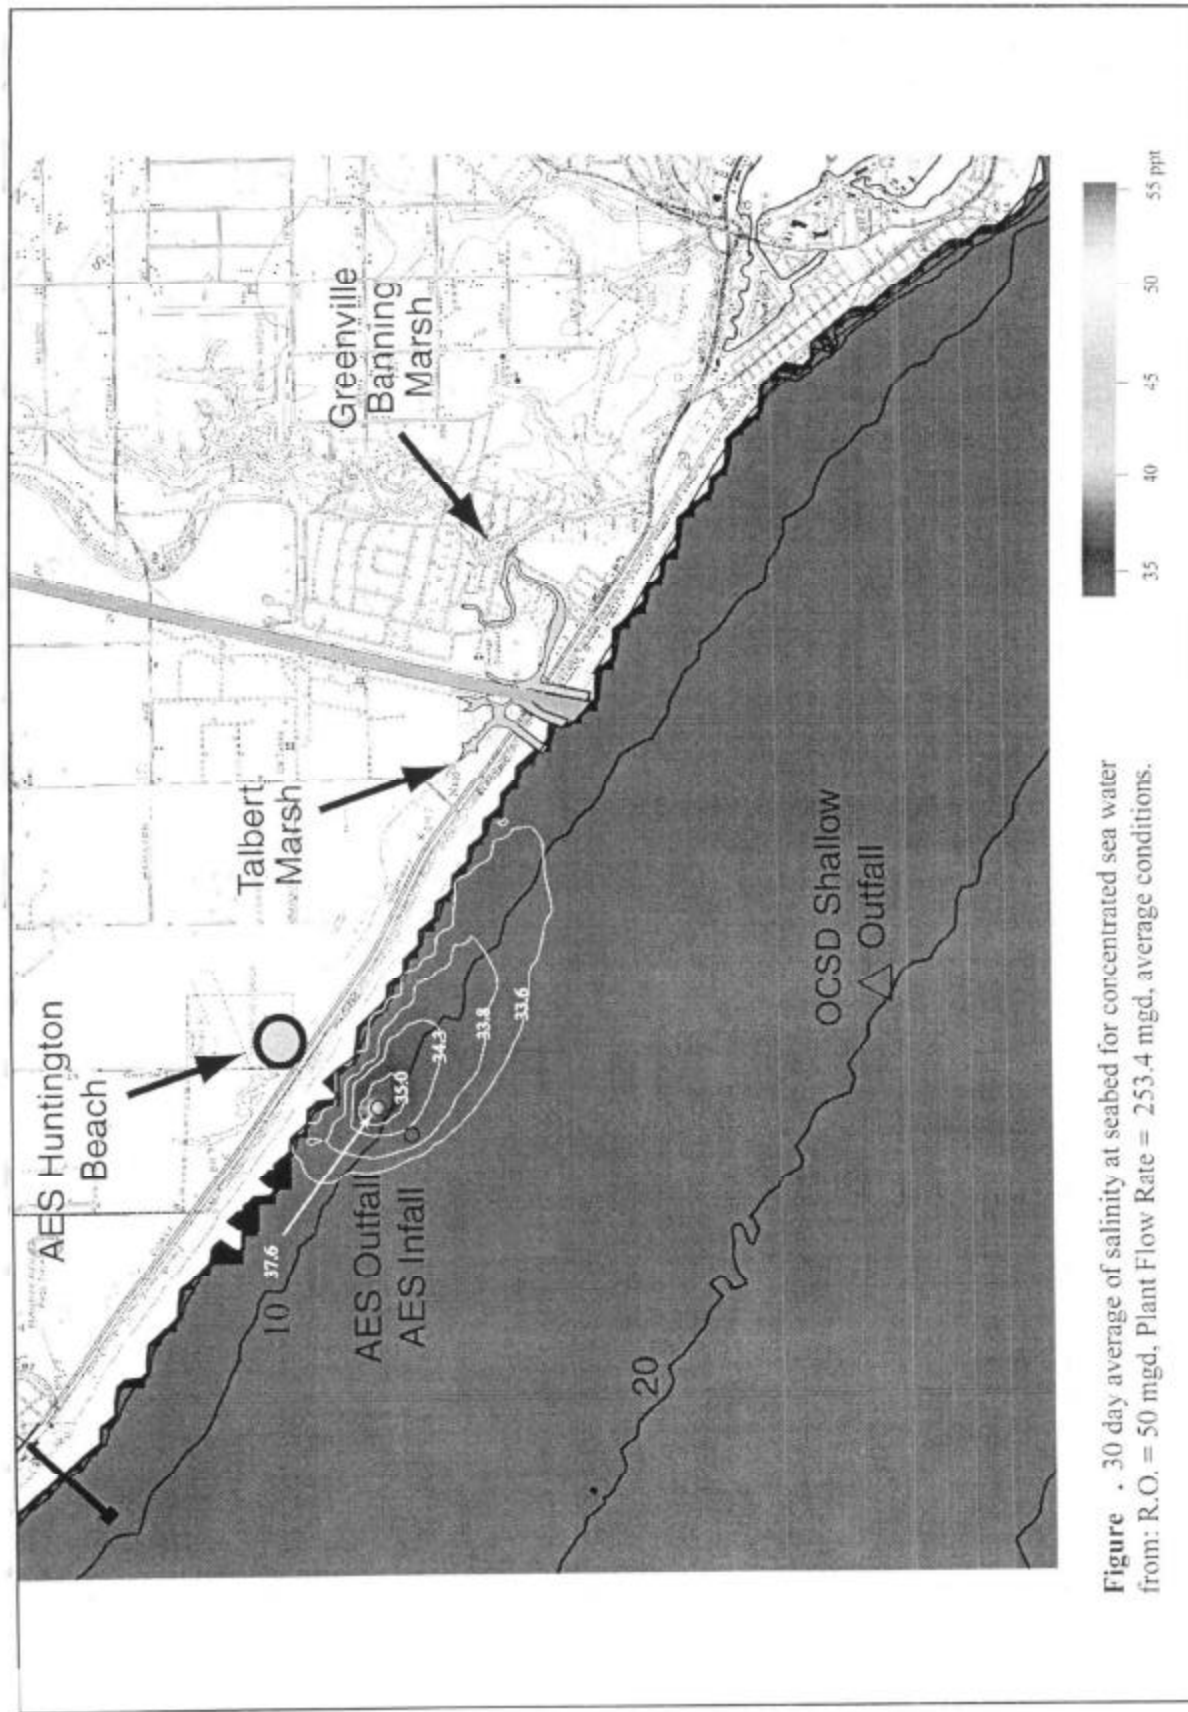 AES Huntington
Beach
Talbert
Marsh
Greenville
Banning
Marsh
37.6
10
35.0
34.3
33.8
33.6
AES Outfall
AES Infall
20
OCSD Shallow
Outfall
35
40
45
50
55 ppt
Figure . 30 day average of salinity at seabed for concentrated sea water
from: R.O. = 50 mgd, Plant Flow Rate = 253.4 mgd, average conditions.